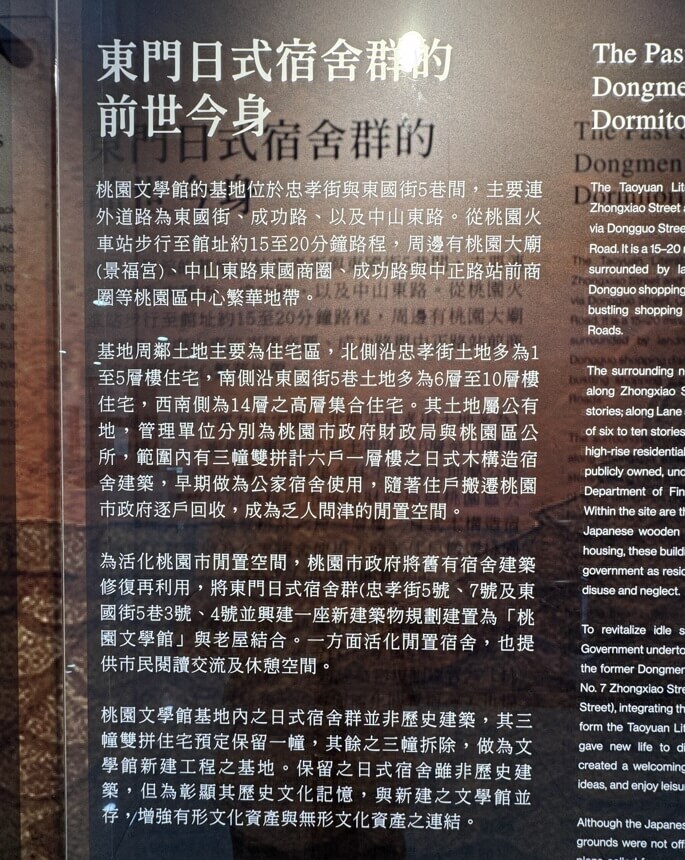 東門日式宿舍群的
前世今身
桃園文學館的基地位於忠孝街與東國街5巷間，主要連
外道路為東國街、成功路、以及中山東路。從桃園火
車站步行至館址約15至20分鐘路程，周邊有桃園大廟
(景福宮)、中山東路東國商圈、成功路與中正路站前商
圈等桃園區中心繁華地帶。
基地周鄰土地主要為住宅區，北側沿忠孝街土地多為1
至5層樓住宅，南側沿東國街5巷土地多為6層至10層樓
住宅，西南側為14層之高層集合住宅。其土地屬公有
地，管理單位分別為桃園市政府財政局與桃園區公
所，範圍內有三幢雙拼計六戶一層樓之日式木構造宿
舍建築，早期做為公家宿舍使用，隨著住戶搬遷桃園
市政府逐戶回收，成為乏人問津的閒置空間。
為活化桃園市閒置空間，桃園市政府將舊有宿舍建築
修復再利用，將東門日式宿舍群(忠孝街5號、7號及東
國街5巷3號、4號並興建一座新建築物規劃建置為「桃
園文學館」與老屋結合。一方面活化閒置宿舍，也提
供市民閱讀交流及休憩空間。
桃園文學館基地內之日式宿舍群並非歷史建築，其三
幢雙拼住宅預定保留一幢，其餘之三幢拆除，做為文
學館新建工程之基地。保留之日式宿舍雖非歷史建
築，但為彰顯其歷史文化記憶，與新建之文學館並
存，增強有形文化資產與無形文化資產之連結。
The Pas
Dongme
Dormito
The Taoyuan Lit
Zhongxiao Street a
via Dongguo Stree
Road. It is a 15–20 m
surrounded by la
Dongguo shopping
bustling shopping
Roads.
The surrounding n
along Zhongxiao S
stories; along Lane
of six to ten stories
high-rise residential
publicly owned, und
Department of Fin
Within the site are th
Japanese wooden
housing, these buildi
government as resid
disuse and neglect.
To revitalize idle s
Government underto
the former Dongmen
No. 7 Zhongxiao Stre
Street), integrating th
form the Taoyuan Lit
gave new life to di
created a welcoming
ideas, and enjoy leisu
Although the Japanes
grounds were not off